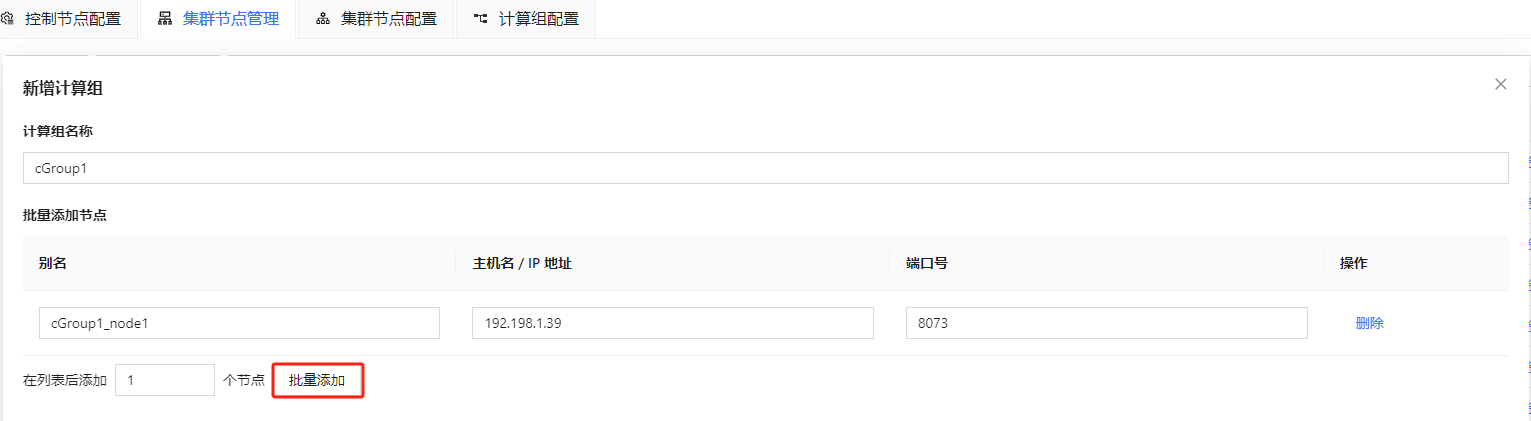 控制节点配置 集群节点管理 集群节点配置 计算组配置
新增计算组
计算组名称
cGroup1
批量添加节点
别名 主机名 / IP 地址 端口号 操作
cGroup1_node1 192.198.1.39 8073 删除
在列表后添加 1 个节点 批量添加